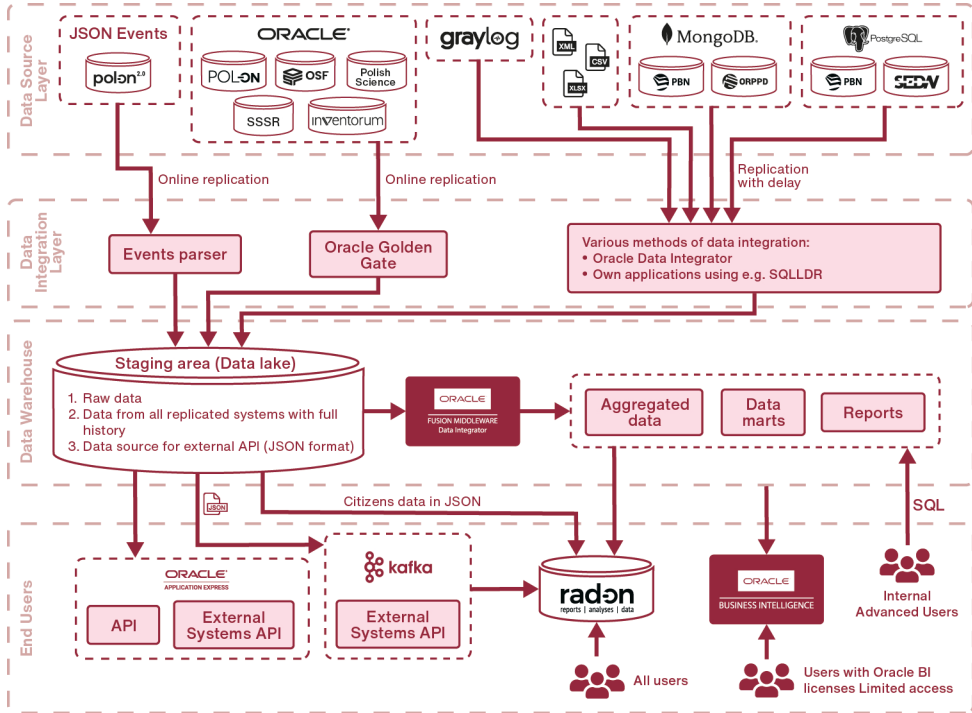 Data Source
Layer
JSON Events
polon 2.0
ORACLE®
POL-ON
OSF
Polish
Science
SSSR
inventorum
graylog
XML
CSV
XLSX
MongoDB.
PBN
ORPPD
PostgreSQL
PBN
SEDN
Online replication
Online replication
Replication
with delay
Data
Integration
Layer
Events parser
Oracle Golden
Gate
Various methods of data integration:
• Oracle Data Integrator
• Own applications using e.g. SQLLDR
Data Warehouse
Staging area (Data lake)
1. Raw data
2. Data from all replicated systems with full
history
3. Data source for external API (JSON format)
ORACLE
FUSION MIDDLEWARE
Data Integrator
Aggregated
data
Data
marts
Reports
JSON
Citizens data in JSON
SQL
End Users
ORACLE
APPLICATION EXPRESS
API
External
Systems API
kafka
External
Systems API
radon
reports | analyses | data
All users
ORACLE
BUSINESS INTELLIGENCE
Users with Oracle BI
licenses Limited access
Internal
Advanced Users